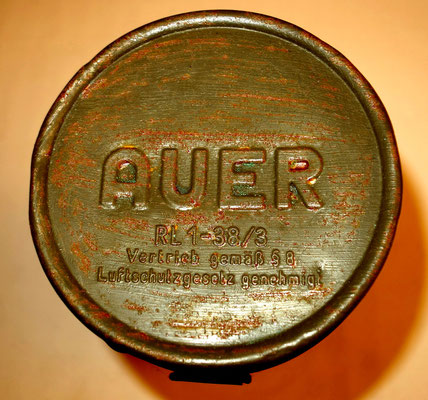 AUER
RL 1-38/3
Vertrieb gemäß § 8
Luftschutzgesetz genehmigt